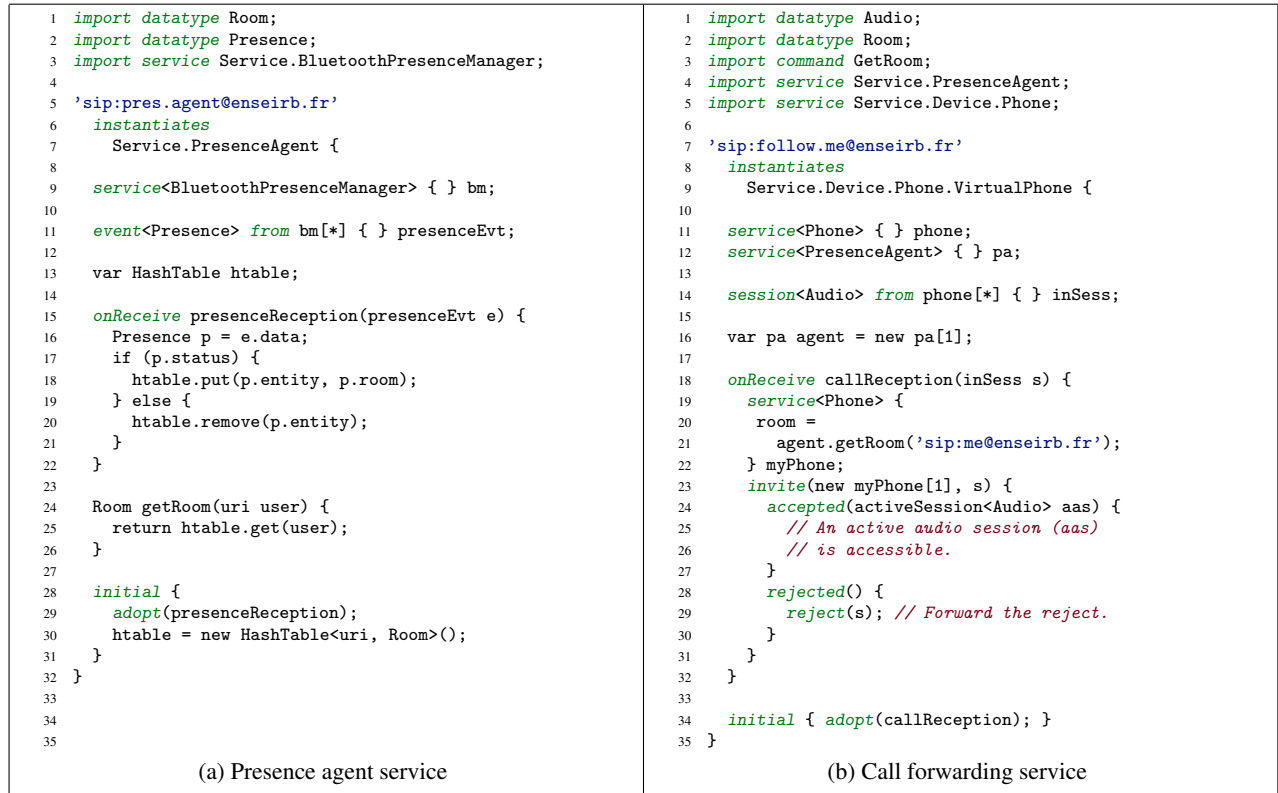 1 import datatype Room;
2 import datatype Presence;
3 import service Service.BluetoothPresenceManager;
4
5 'sip:pres.agent@enseirb.fr'
6 instantiates
7 Service.PresenceAgent {
8
9 service<BluetoothPresenceManager> { } bm;
10
11 event<Presence> from bm[*] { } presenceEvt;
12
13 var HashTable htable;
14
15 onReceive presenceReception(presenceEvt e) {
16 Presence p = e.data;
17 if (p.status) {
18 htable.put(p.entity, p.room);
19 } else {
20 htable.remove(p.entity);
21 }
22 }
23
24 Room getRoom(uri user) {
25 return htable.get(user);
26 }
27
28 initial {
29 adopt(presenceReception);
30 htable = new HashTable<uri, Room>();
31 }
32 }
33
34
35
(a) Presence agent service
1 import datatype Audio;
2 import datatype Room;
3 import command GetRoom;
4 import service Service.PresenceAgent;
5 import service Service.Device.Phone;
6
7 'sip:follow.me@enseirb.fr'
8 instantiates
9 Service.Device.Phone.VirtualPhone {
10
11 service<Phone> { } phone;
12 service<PresenceAgent> { } pa;
13
14 session<Audio> from phone[*] { } inSess;
15
16 var pa agent = new pa[1];
17
18 onReceive callReception(inSess s) {
19 service<Phone> {
20 room =
21 agent.getRoom('sip:me@enseirb.fr');
22 } myPhone;
23 invite(new myPhone[1], s) {
24 accepted(activeSession<Audio> aas) {
25 // An active audio session (aas)
26 // is accessible.
27 }
28 rejected() {
29 reject(s); // Forward the reject.
30 }
31 }
32 }
33
34 initial { adopt(callReception); }
35 }
(b) Call forwarding service